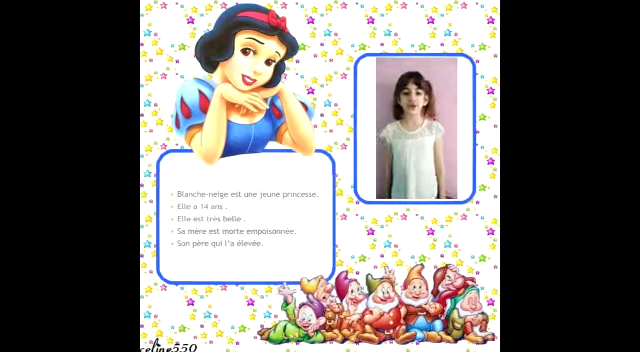 - Blanche-neige est une jeune princesse.
- Elle a 14 ans .
- Elle est très belle .
- Sa mère est morte empoisonnée.
- Son père qui l'a élevée.
celine550